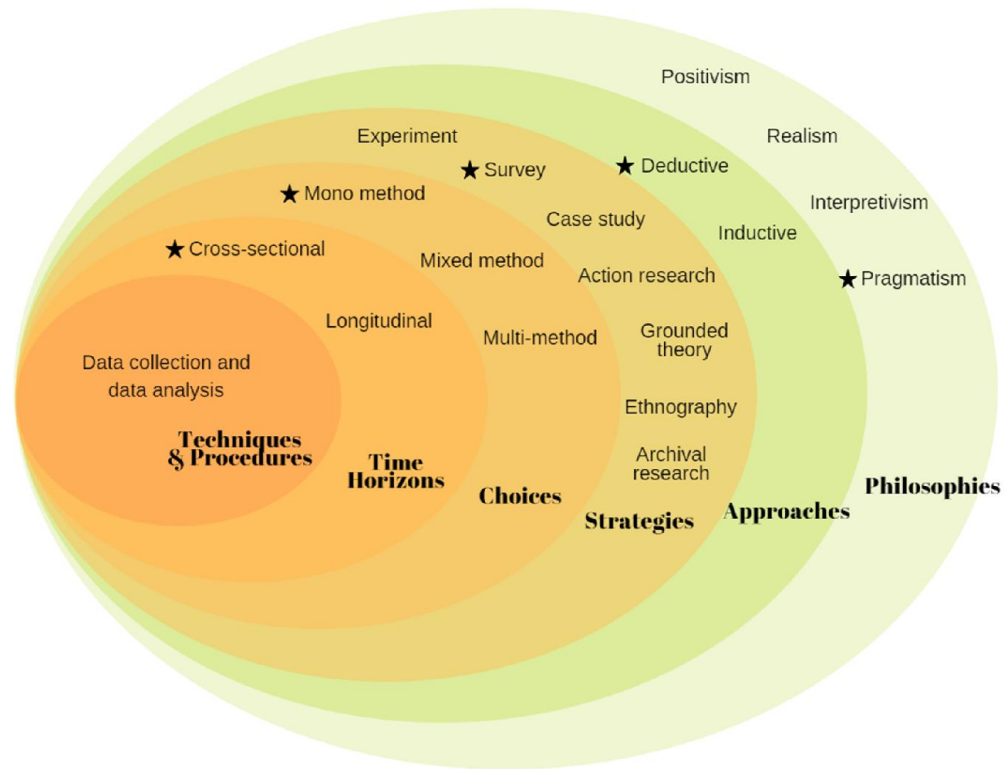 Positivism
Realism
Interpretivism
★ Pragmatism
Philosophies
★ Deductive
Inductive
Approaches
Experiment
★ Survey
Case study
Action research
Grounded
theory
Ethnography
Archival
research
Strategies
★ Mono method
Mixed method
Multi-method
Choices
★ Cross-sectional
Longitudinal
Time
Horizons
Data collection and
data analysis
Techniques
& Procedures